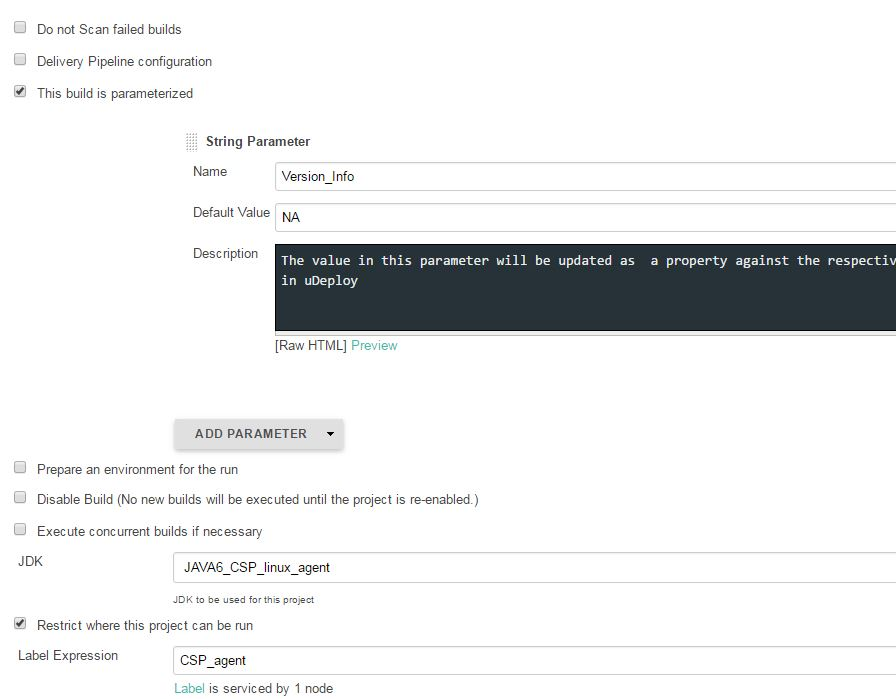 Do not Scan failed builds
Delivery Pipeline configuration
This build is parameterized
String Parameter
Name
Version_Info
Default Value
NA
Description
The value in this parameter will be updated as  a property against the
in uDeploy
[Raw HTML] Preview
ADD PARAMETER
Prepare an environment for the run
Disable Build (No new builds will be executed until the project is re-enabled.)
Execute concurrent builds if necessary
JDK
JAVA6_CSP_linux_agent
JDK to be used for this project
Restrict where this project can be run
Label Expression
CSP_agent
Label is serviced by 1 node